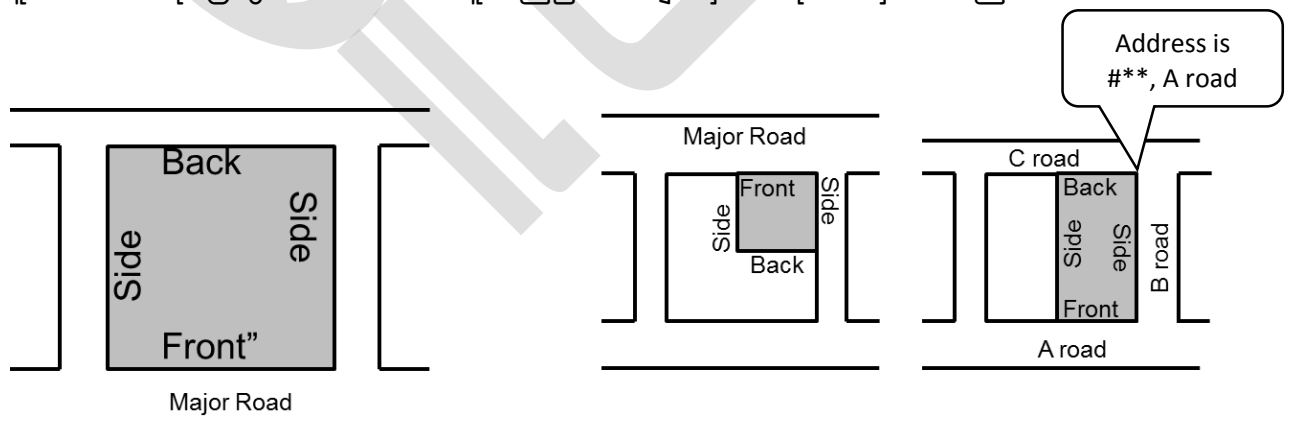 Address is
#**, A road
Back
Side
Side
Front”
Major Road
Major Road
Front
Side
Side
Back
C road
Back
Side
Side
Front
B road
A road